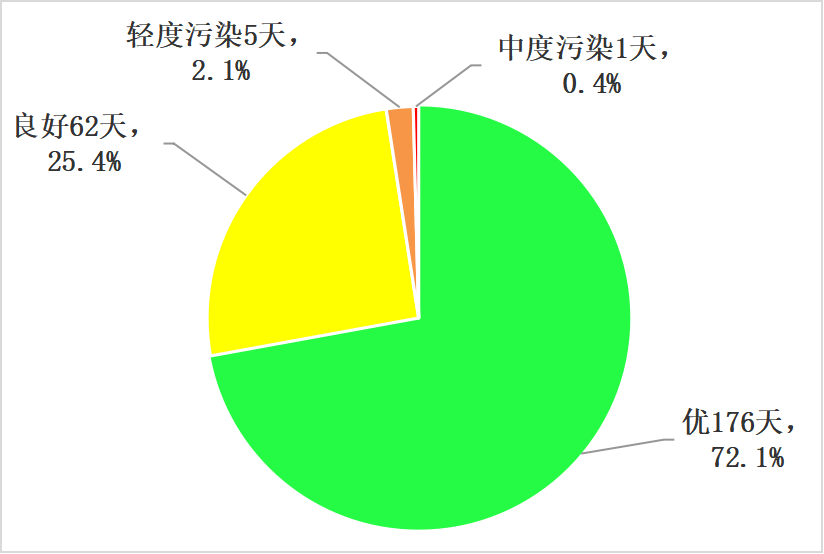 轻度污染5天，
2.1%
中度污染1天，
0.4%
良好62天，
25.4%
优176天，
72.1%